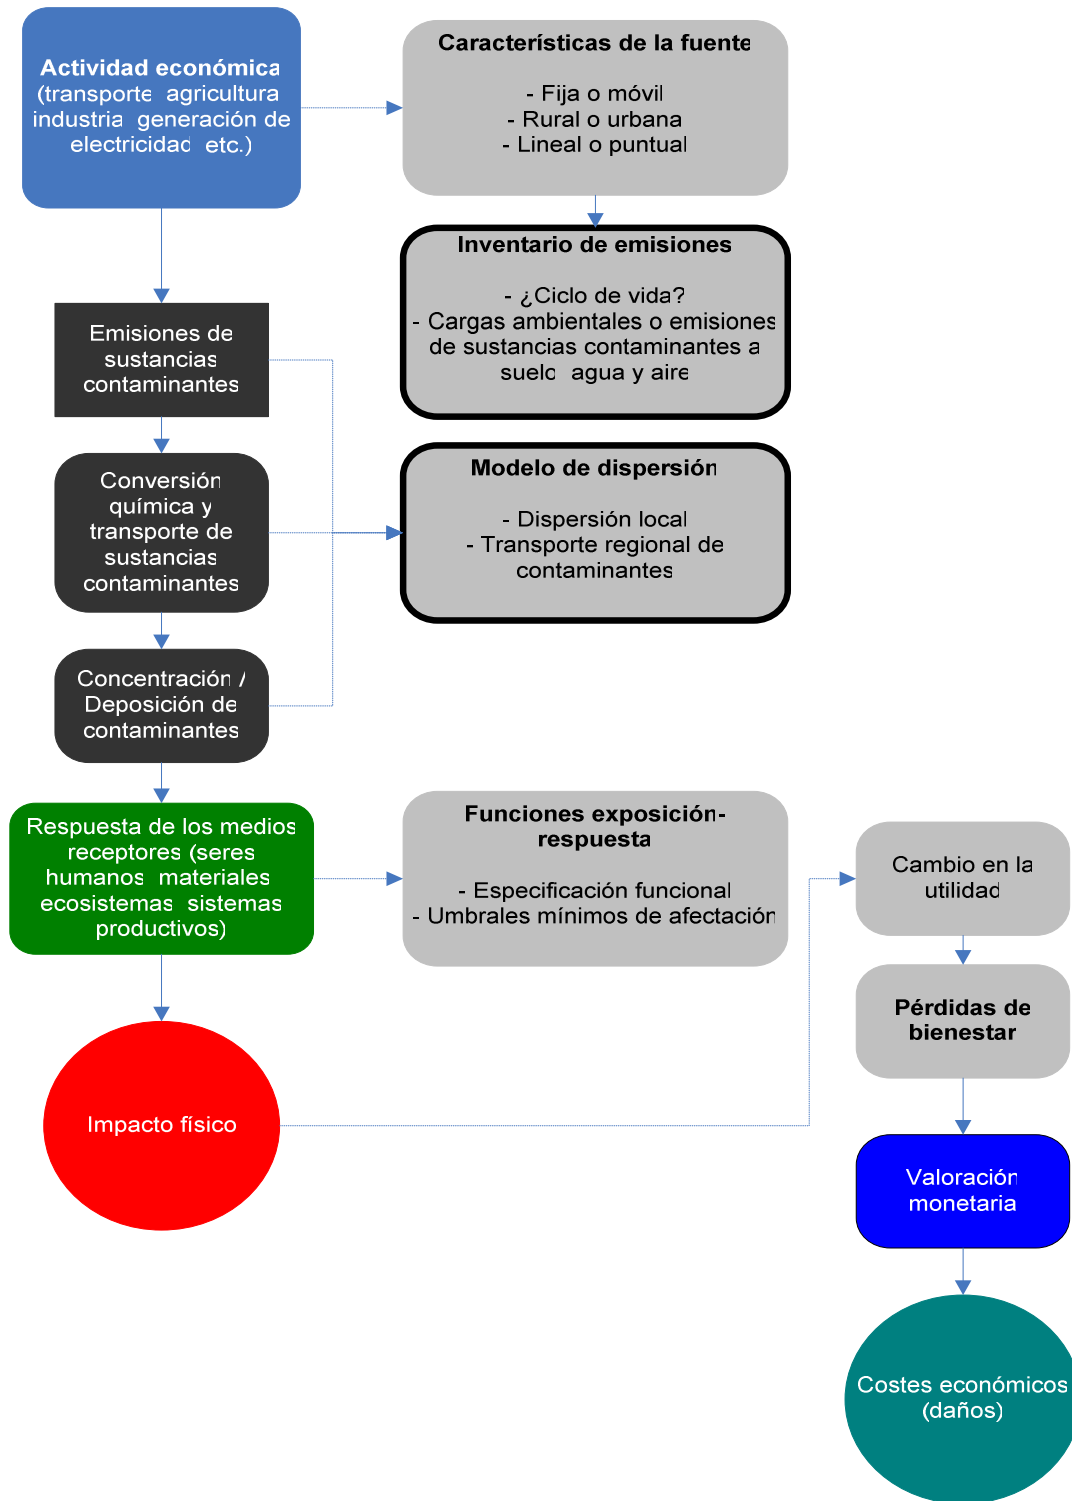 Actividad económica
(transporte agricultura
industria generación de
electricidad etc.)
Características de la fuente
- Fija o móvil
- Rural o urbana
- Lineal o puntual
Inventario de emisiones
- ¿Ciclo de vida?
- Cargas ambientales o emisiones
de sustancias contaminantes a
suelo agua y aire
Emisiones de
sustancias
contaminantes
Conversión
química y
transporte de
sustancias
contaminantes
Modelo de dispersión
- Dispersión local
- Transporte regional de
contaminantes
Concentración /
Deposición de
contaminantes
Respuesta de los medios
receptores (seres
humanos materiales
ecosistemas sistemas
productivos)
Funciones exposición-
respuesta
- Especificación funcional
- Umbrales mínimos de afectación
Cambio en la
utilidad
Pérdidas de
bienestar
Impacto físico
Valoración
monetaria
Costes económicos
(daños)